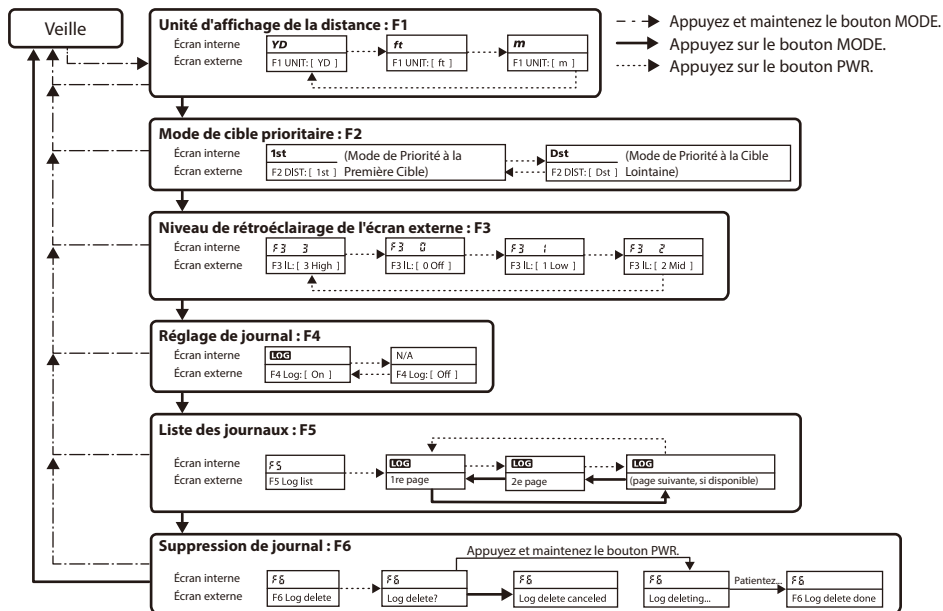 Veille
Appuyez et maintenez le bouton MODE.
Appuyez sur le bouton MODE.
Appuyez sur le bouton PWR.
Unité d'affichage de la distance : F1
Écran interne YD ft m
Écran externe F1 UNIT: [ YD ] F1 UNIT: [ ft ] F1 UNIT: [ m ]
Mode de cible prioritaire : F2
Écran interne 1st (Mode de Priorité à la Dst (Mode de Priorité à la Cible
Écran externe F2 DIST: [ 1st ] Première Cible) F2 DIST: [ Dst ] Lointaine)
Niveau de rétroéclairage de l'écran externe : F3
Écran interne F3 3 F3 0 F3 1 F3 2
Écran externe F3 lL: [ 3 High ] F3 lL: [ 0 Off ] F3 lL: [ 1 Low ] F3 lL: [ 2 Mid ]
Réglage de journal : F4
Écran interne LOG N/A
Écran externe F4 Log: [ On ] F4 Log: [ Off ]
Liste des journaux : F5
Écran interne F5 LOG LOG LOG
Écran externe F5 Log list 1re page 2e page (page suivante, si disponible)
Suppression de journal : F6
Appuyez et maintenez le bouton PWR.
Écran interne F6 F6 F6 F6 Patientez... F6
Écran externe F6 Log delete Log delete? Log delete canceled Log deleting... F6 Log delete done